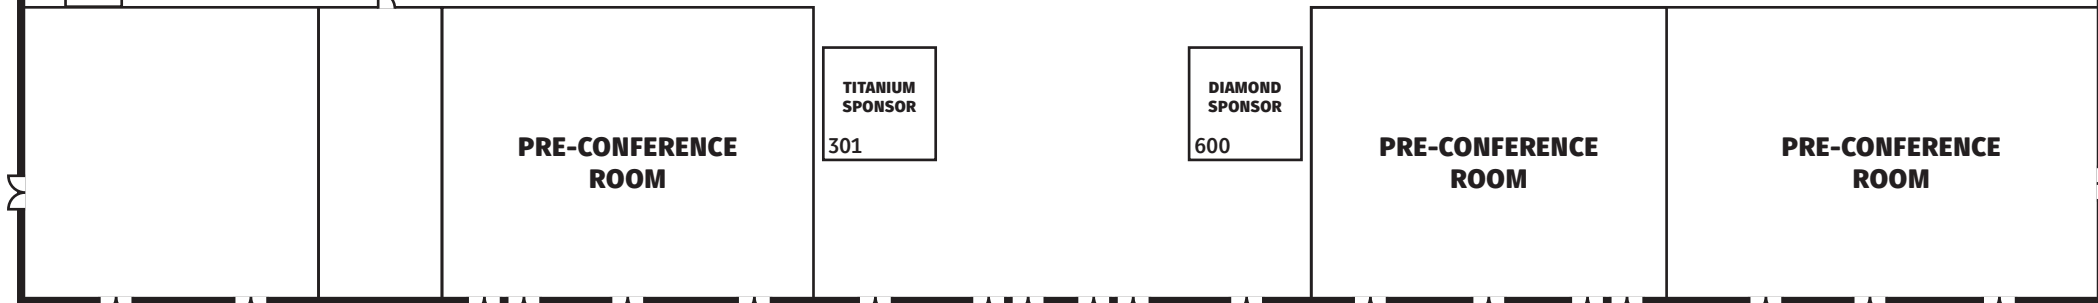 PRE-CONFERENCE
ROOM
TITANIUM
SPONSOR
301
DIAMOND
SPONSOR
600
PRE-CONFERENCE
ROOM
PRE-CONFERENCE
ROOM